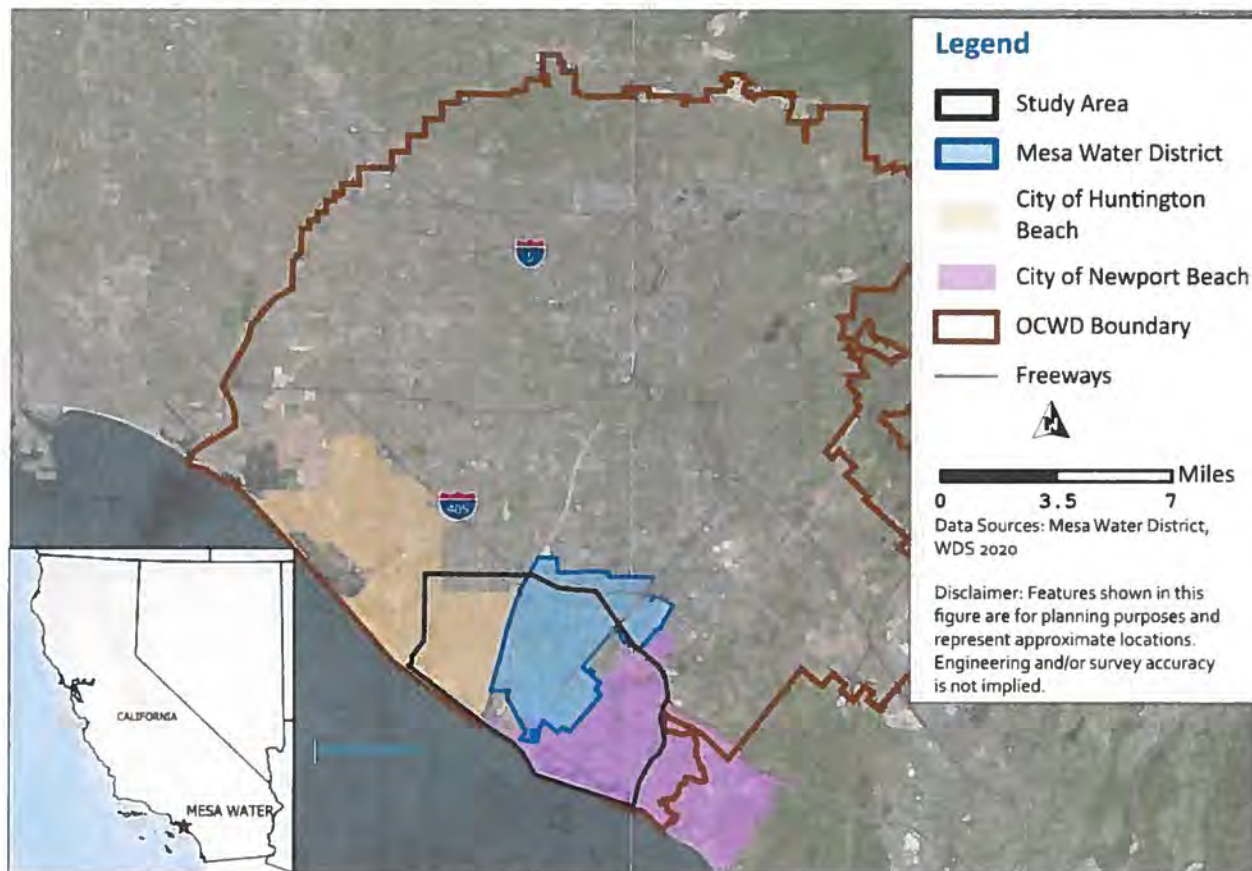 Legend
Study Area
Mesa Water District
City of Huntington
Beach
City of Newport Beach
OCWD Boundary
Freeways
N
Miles
0 3.5 7
Data Sources: Mesa Water District,
WDS 2020
Disclaimer: Features shown in this
figure are for planning purposes and
represent approximate locations.
Engineering and/or survey accuracy
is not implied.
5
405
CALIFORNIA
MESA WATER